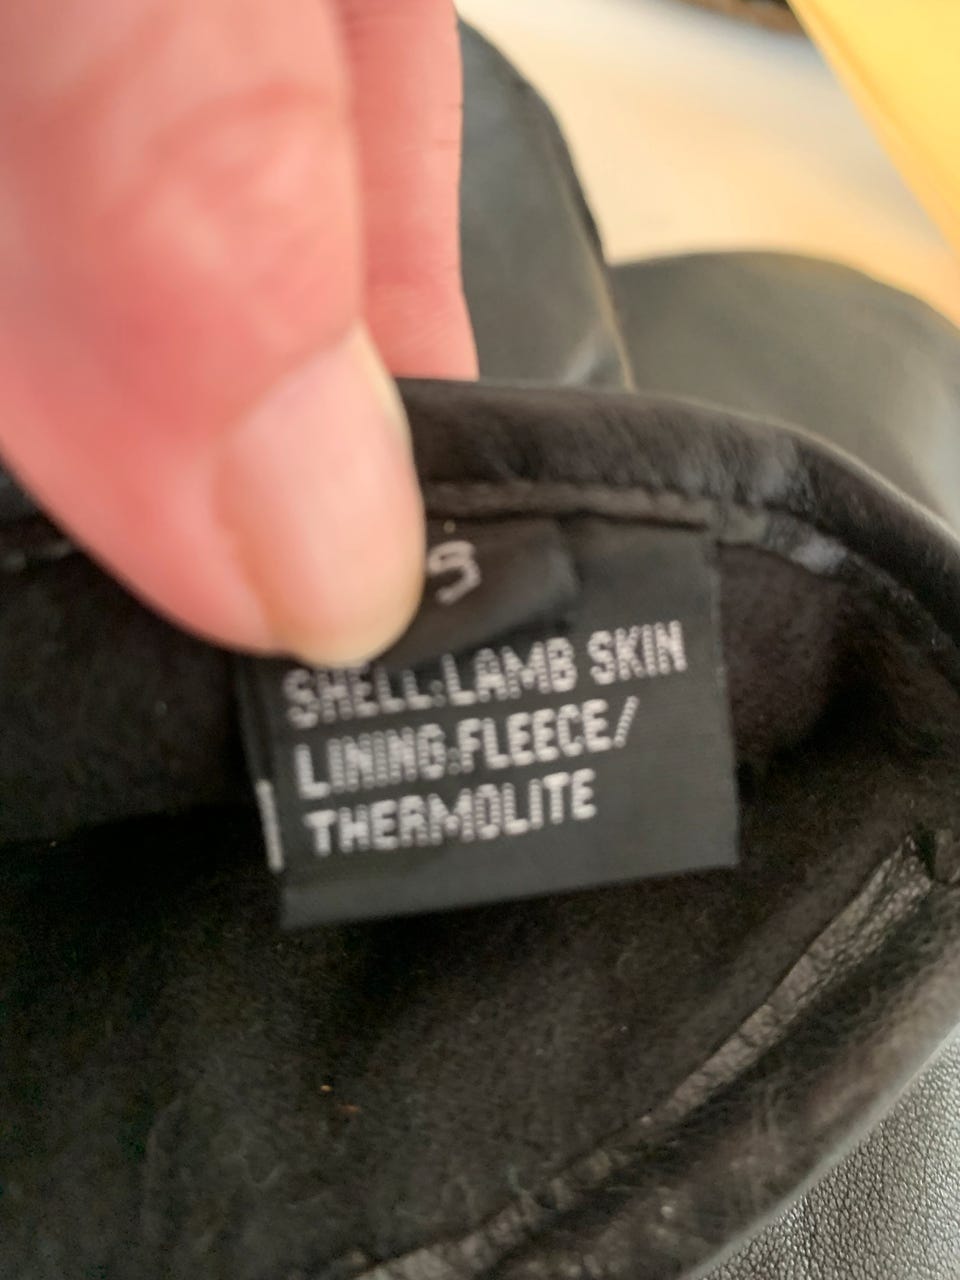 S
SHELL:LAMB SKIN
LINING:FLEECE/
THERMOLITE